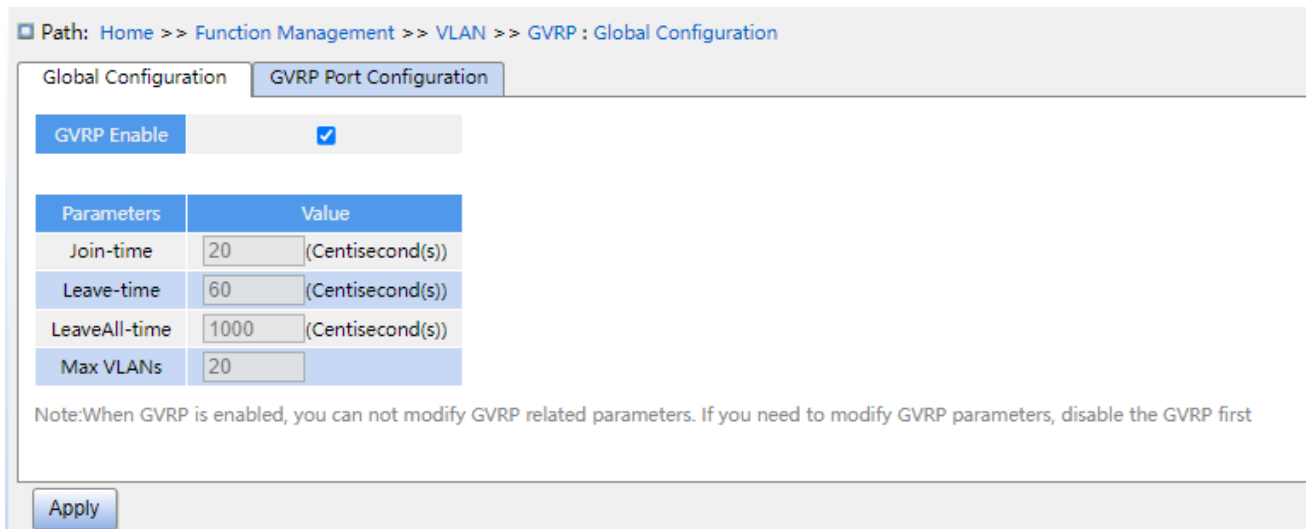 Path: Home >> Function Management >> VLAN >> GVRP : Global Configuration
Global Configuration GVRP Port Configuration
GVRP Enable
Parameters Value
Join-time 20 (Centisecond(s))
Leave-time 60 (Centisecond(s))
LeaveAll-time 1000 (Centisecond(s))
Max VLANs 20
Note:When GVRP is enabled, you can not modify GVRP related parameters. If you need to modify GVRP parameters, disable the GVRP first
Apply